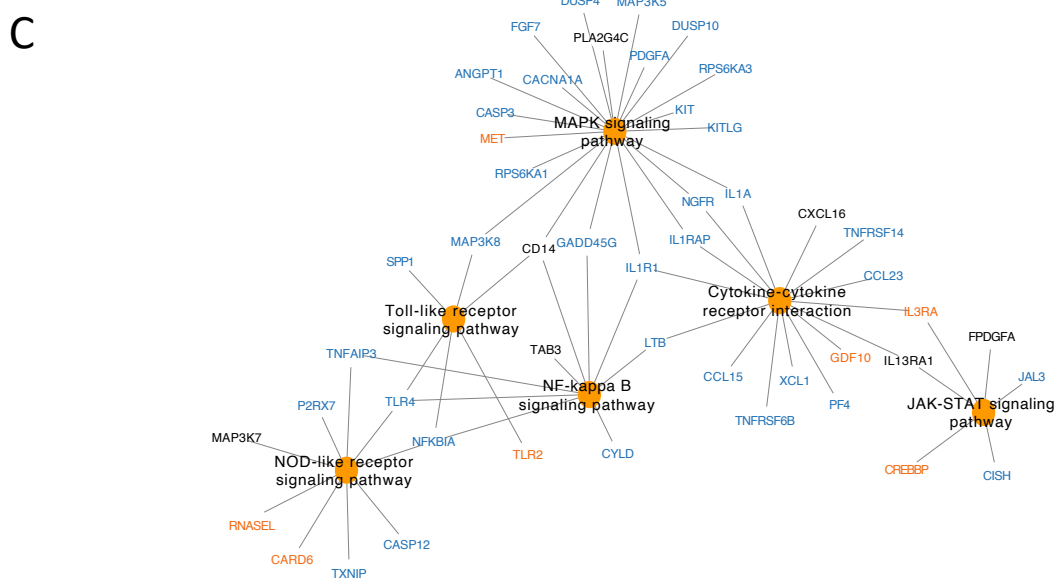 C
DUSP4
MAP3K5
FGF7
PLA2G4C
DUSP10
PDGFA
ANGPT1
CACNA1A
RPS6KA3
CASP3
KIT
MAPK signaling
pathway
KITLG
MET
RPS6KA1
IL1A
NGFR
CXCL16
MAP3K8
CD14
GADD45G
IL1RAP
TNFRSF14
SPP1
IL1R1
CCL23
Cytokine-cytokine
receptor interaction
Toll-like receptor
signaling pathway
IL3RA
FPDGFA
TNFAIP3
TAB3
LTB
GDF10
IL13RA1
CCL15
XCL1
JAL3
NF-kappa B
signaling pathway
P2RX7
TLR4
PF4
JAK-STAT signaling
pathway
TNFRSF6B
MAP3K7
NFKBIA
TLR2
CYLD
NOD-like receptor
signaling pathway
CREBBP
CISH
RNASEL
CASP12
CARD6
TXNIP